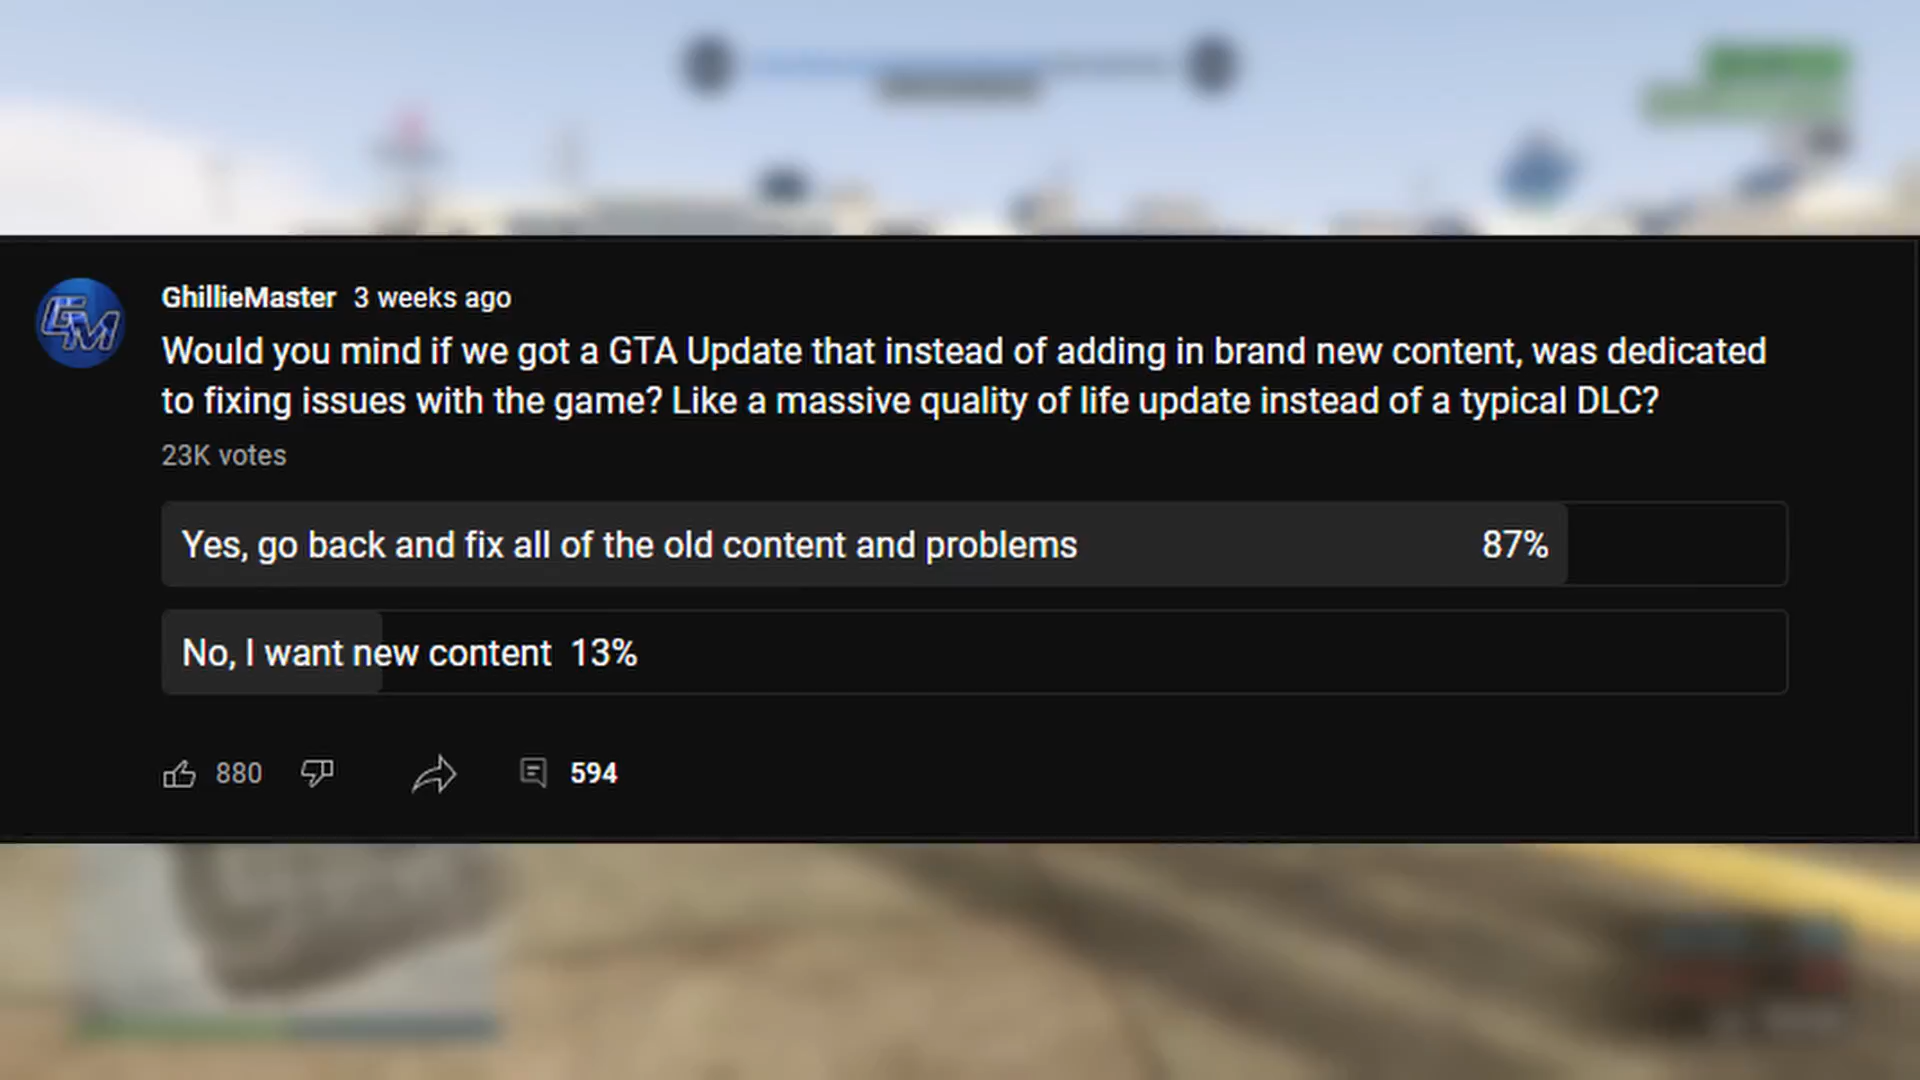 GM
GhillieMaster 3 weeks ago
Would you mind if we got a GTA Update that instead of adding in brand new content, was dedicated
to fixing issues with the game? Like a massive quality of life update instead of a typical DLC?
23K votes
Yes, go back and fix all of the old content and problems 87%
No, I want new content 13%
880 594